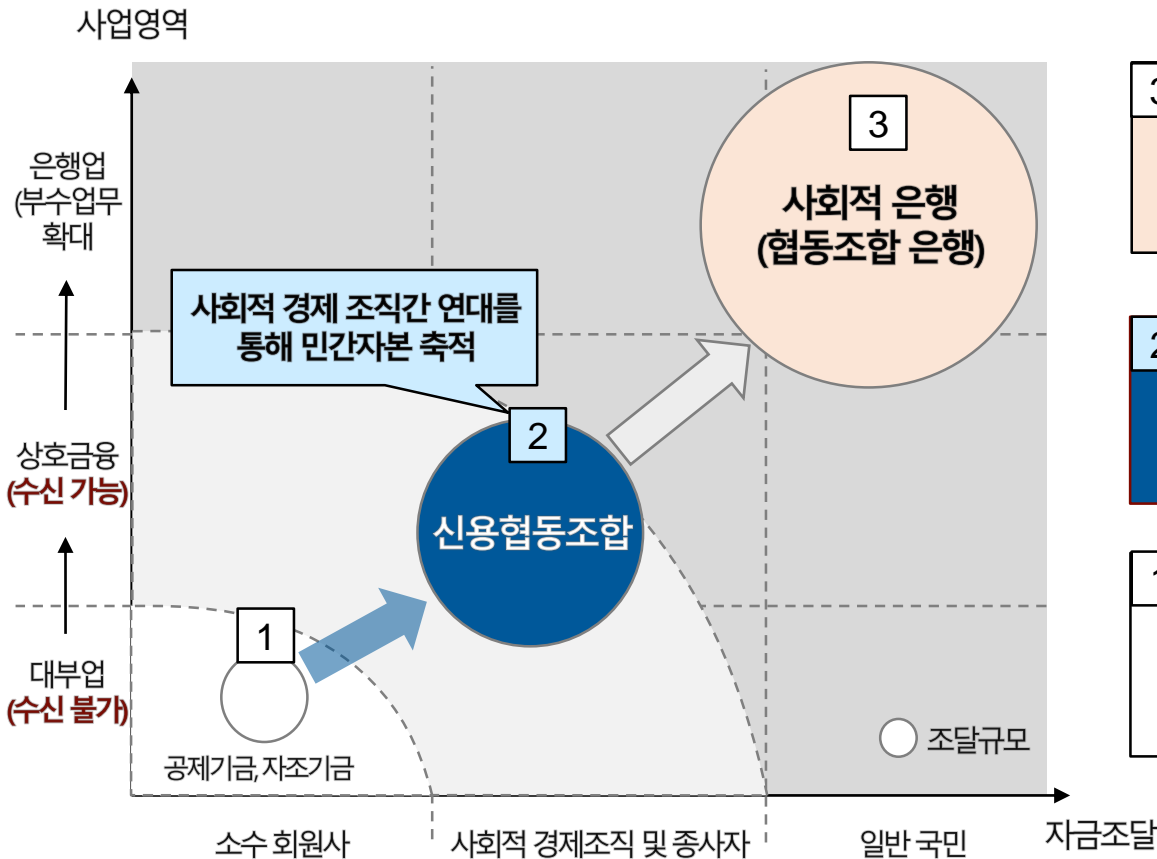 사업영역
은행업
(부수업무
확대
상호금융
(수신 가능)
대부업
(수신 불가)
3
사회적 은행
(협동조합 은행)
사회적 경제 조직간 연대를
통해 민간자본 축적
2
신용협동조합
1
공제기금, 자조기금
조달규모
소수 회원사
사회적 경제조직 및 종사자
일반 국민
자금조달
3
2
1